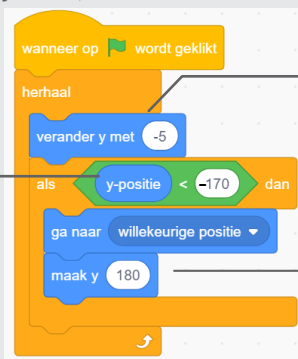 wanneer op wordt geklikt
herhaal
verander y met -5
als y-positie < -170 dan
ga naar willekeurige positie
maak y 180